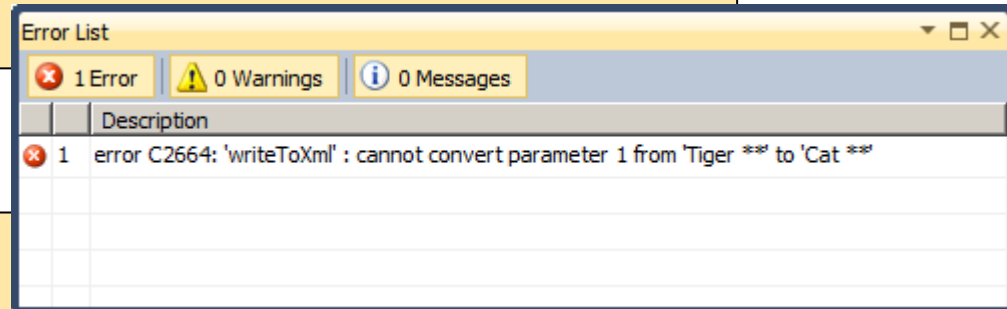 Error List
1 Error 0 Warnings 0 Messages
Description
1 error C2664: 'writeToXml' : cannot convert parameter 1 from 'Tiger **' to 'Cat **'